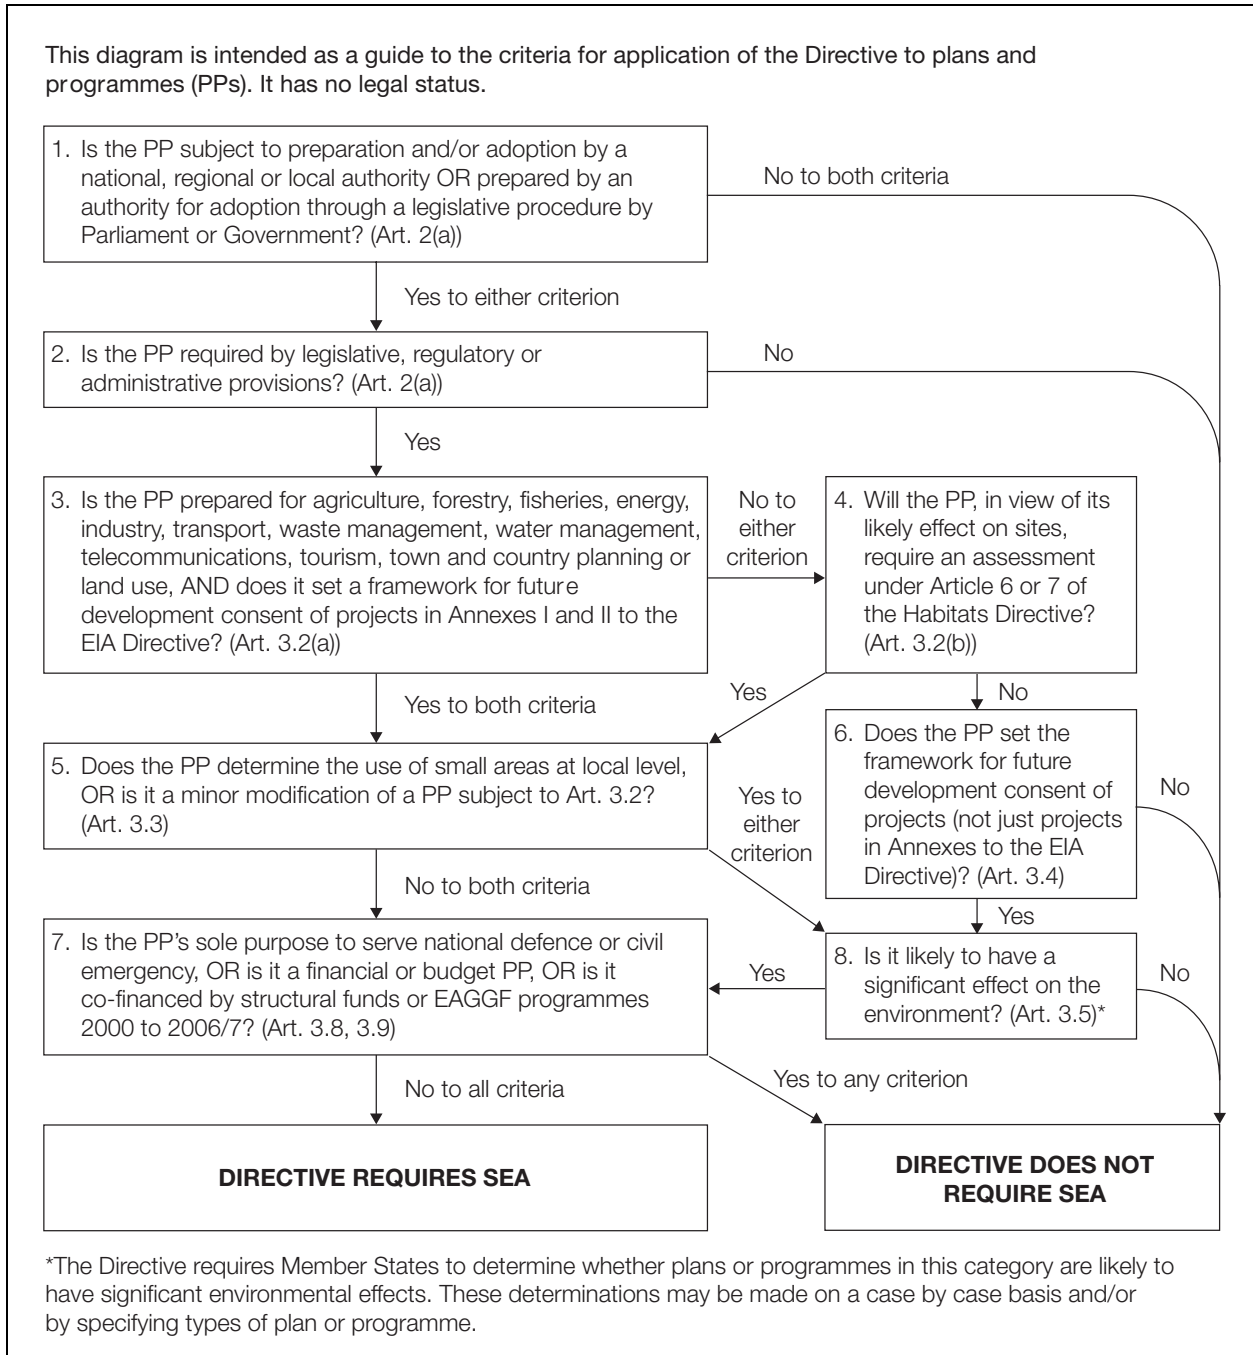 This diagram is intended as a guide to the criteria for application of the Directive to plans and
programmes (PPs). It has no legal status.
1. Is the PP subject to preparation and/or adoption by a
national, regional or local authority OR prepared by an
authority for adoption through a legislative procedure by
Parliament or Government? (Art. 2(a))
No to both criteria
Yes to either criterion
2. Is the PP required by legislative, regulatory or
administrative provisions? (Art. 2(a))
No
Yes
3. Is the PP prepared for agriculture, forestry, fisheries, energy,
industry, transport, waste management, water management,
telecommunications, tourism, town and country planning or
land use, AND does it set a framework for future
development consent of projects in Annexes I and II to the
EIA Directive? (Art. 3.2(a))
No to
either
criterion
4. Will the PP, in view of its
likely effect on sites,
require an assessment
under Article 6 or 7 of
the Habitats Directive?
(Art. 3.2(b))
Yes to both criteria
Yes
No
5. Does the PP determine the use of small areas at local level,
OR is it a minor modification of a PP subject to Art. 3.2?
(Art. 3.3)
Yes to
either
criterion
6. Does the PP set the
framework for future
development consent of
projects (not just projects
in Annexes to the EIA
Directive)? (Art. 3.4)
No
No to both criteria
Yes
7. Is the PP's sole purpose to serve national defence or civil
emergency, OR is it a financial or budget PP, OR is it
co-financed by structural funds or EAGGF programmes
2000 to 2006/7? (Art. 3.8, 3.9)
Yes
8. Is it likely to have a
significant effect on the
environment? (Art. 3.5)*
No
No to all criteria
Yes to any criterion
DIRECTIVE REQUIRES SEA
DIRECTIVE DOES NOT
REQUIRE SEA
*The Directive requires Member States to determine whether plans or programmes in this category are likely to
have significant environmental effects. These determinations may be made on a case by case basis and/or
by specifying types of plan or programme.